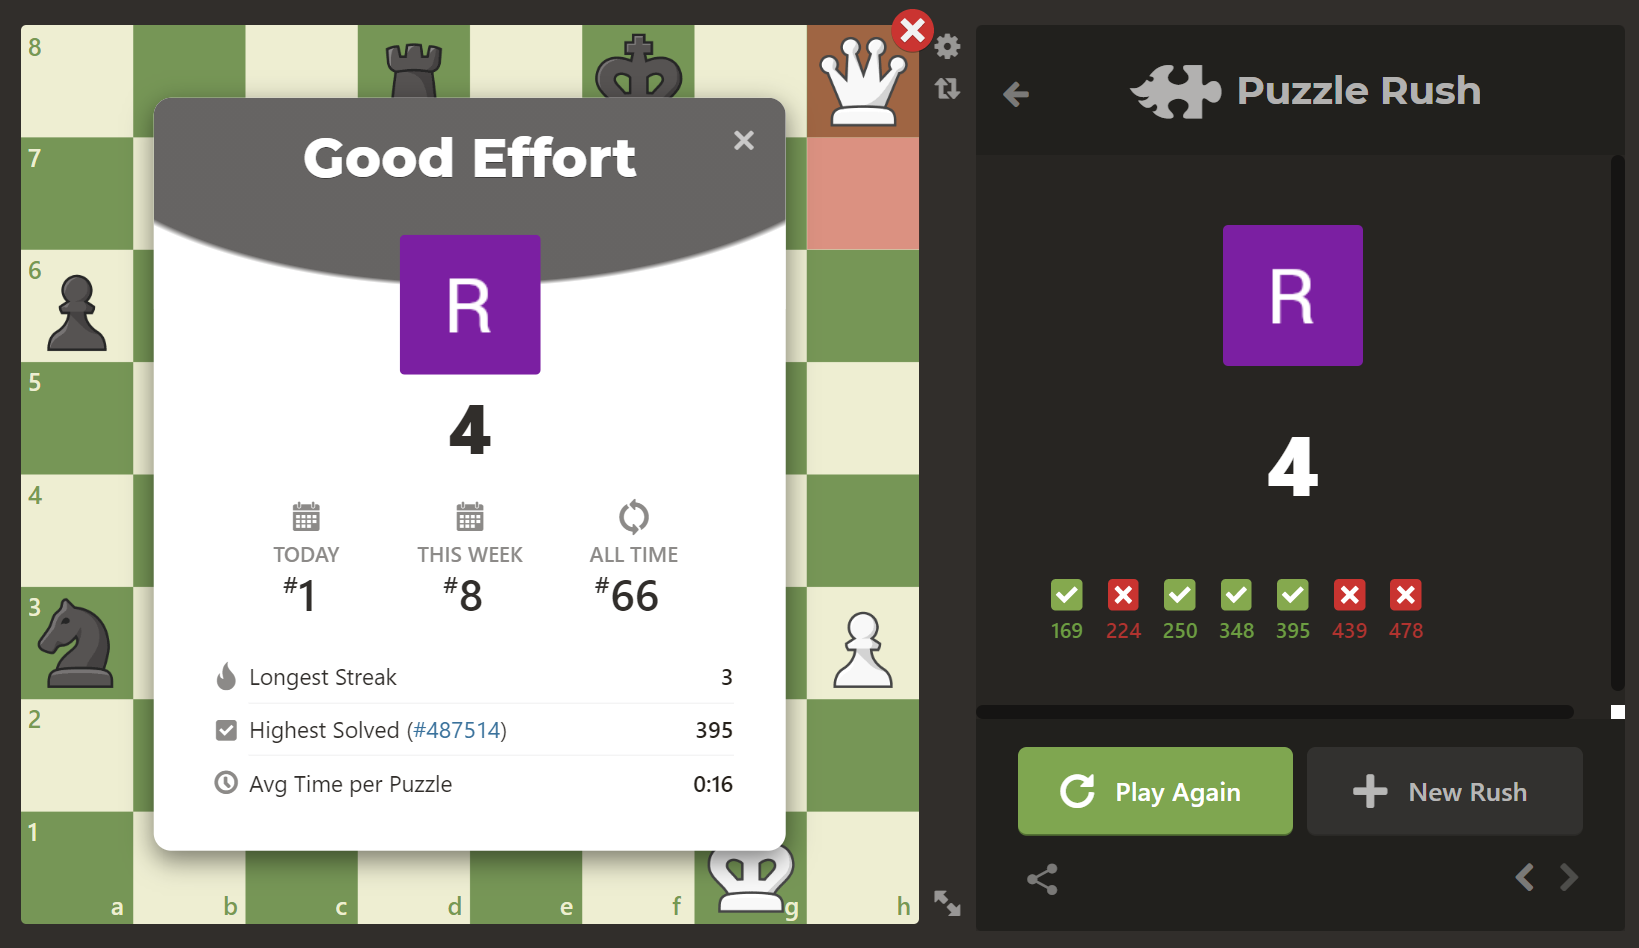 8
7
6
5
4
3
2
1
a b c d e f g h
Good Effort
R
4
TODAY
#1
THIS WEEK
#8
ALL TIME
#66
Longest Streak 3
Highest Solved (#487514) 395
Avg Time per Puzzle 0:16
Puzzle Rush
R
4
169 224 250 348 395 439 478
Play Again
New Rush